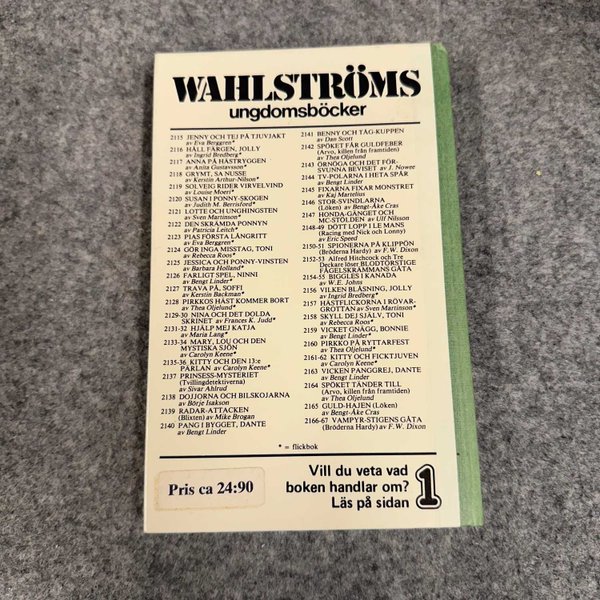 WAHLSTRÖMS
ungdomsböcker
2115 JENNY OCH TEJ PÅ TJUVJAKT
av Eva Berggren*
2116 HÅLL FÄRGEN, JOLLY
av Ingrid Bredberg*
2117 ANNA PÅ HÄSTRYGGEN
av Anita Gustavsson*
2118 GRYMT, SA NUSSE
av Kerstin Arthur-Nilson*
2119 SOLVEIG RIDER VIRVELVIND
av Louise Moeri*
2120 SUSAN I PONNY-SKOGEN
av Judith M. Berrisford*
2121 LOTTE OCH UNGHINGSTEN
av Sven Martinson*
2122 DEN SKRÄMDA PONNYN
av Patricia Leitch*
2123 PIAS FÖRSTA LÅNGRITT
av Eva Berggren*
2124 GÖR INGA MISSTAG, TONI
av Rebecca Roos*
2125 JESSICA OCH PONNY-VINSTEN
av Barbara Holland*
2126 FARLIGT SPEL, NINNI
av Bengt Linder*
2127 TRAVA PÅ, SOFFI
av Kerstin Backman*
2128 PIRKKOS HÄST KOMMER BORT
av Thea Oljelund*
2129-30 NINA OCH DET DOLDA
SKRINET av Frances K. Judd*
2131-32 HJÄLP MEJ KATJA
av Maria Lang*
2133-34 MARY, LOU OCH DEN
MYSTISKA SJÖN
av Carolyn Keene*
2135-36 KITTY OCH DEN 13:e
PÄRLAN av Carolyn Keene*
2137 PRINSESS-MYSTERIET
(Tvillingdetektiverna)
av Sivar Ahlrud
2138 DOJJORNA OCH BILSKOJARNA
av Börje Isakson
2139 RADAR-ATTACKEN
(Blixten) av Mike Brogan
2140 PANG I BYGGET, DANTE
av Bengt Linder
2141 BENNY OCH TÅG-KUPPEN
av Dan Scott
2142 SPÖKET FÅR GULDFEBER
(Arvo, killen från framtiden)
av Thea Oljelund
2143 ÖRNÖGA OCH DET FÖR-
SVUNNA BEVISET av J. Nowee
2144 TV-POLARNA I HETA SPÅR
av Bengt Linder
2145 FIXARNA FIXAR MONSTRET
av Kaj Martelius
2146 STOR-SVINDLARNA
(Löken) av Bengt-Åke Cras
2147 HONDA-GÄNGET OCH
MC-STÖLDEN av Ulf Nilsson
2148-49 DÖTT LOPP I LE MANS
(Racing med Nick och Lonny)
av Eric Speed
2150-51 SPIONERNA PÅ KLIPPÖN
(Bröderna Hardy) av F.W. Dixon
2152-53 Alfred Hitchcock och Tre
Deckare löser BLODTÖRSTIGE
FÅGELSKRÄMMANS GÅTA
2154-55 BIGGLES I KANADA
av W.E. Johns
2156 VILKEN BLÅSNING, JOLLY
av Ingrid Bredberg*
2157 HÄSTFLICKORNA I RÖVAR-
GROTTAN av Sven Martinson*
2158 SKYLL DEJ SJÄLV, TONI
av Rebecca Roos*
2159 VICKET GNÄGG, BONNIE
av Bengt Linder*
2160 PIRKKO PÅ RYTTARFEST
av Thea Oljelund*
2161-62 KITTY OCH FICKTJUVEN
av Carolyn Keene*
2163 VICKEN PANGGREJ, DANTE
av Bengt Linder
2164 SPÖKET TÄNDER TILL
(Arvo, killen från framtiden)
av Thea Oljelund
2165 GULD-HAJEN (Löken)
av Bengt-Åke Cras
2166-67 VAMPYR-STIGENS GÅTA
(Bröderna Hardy) av F.W. Dixon
* = flickbok
Pris ca 24:90
Vill du veta vad
boken handlar om?
Läs på sidan 1